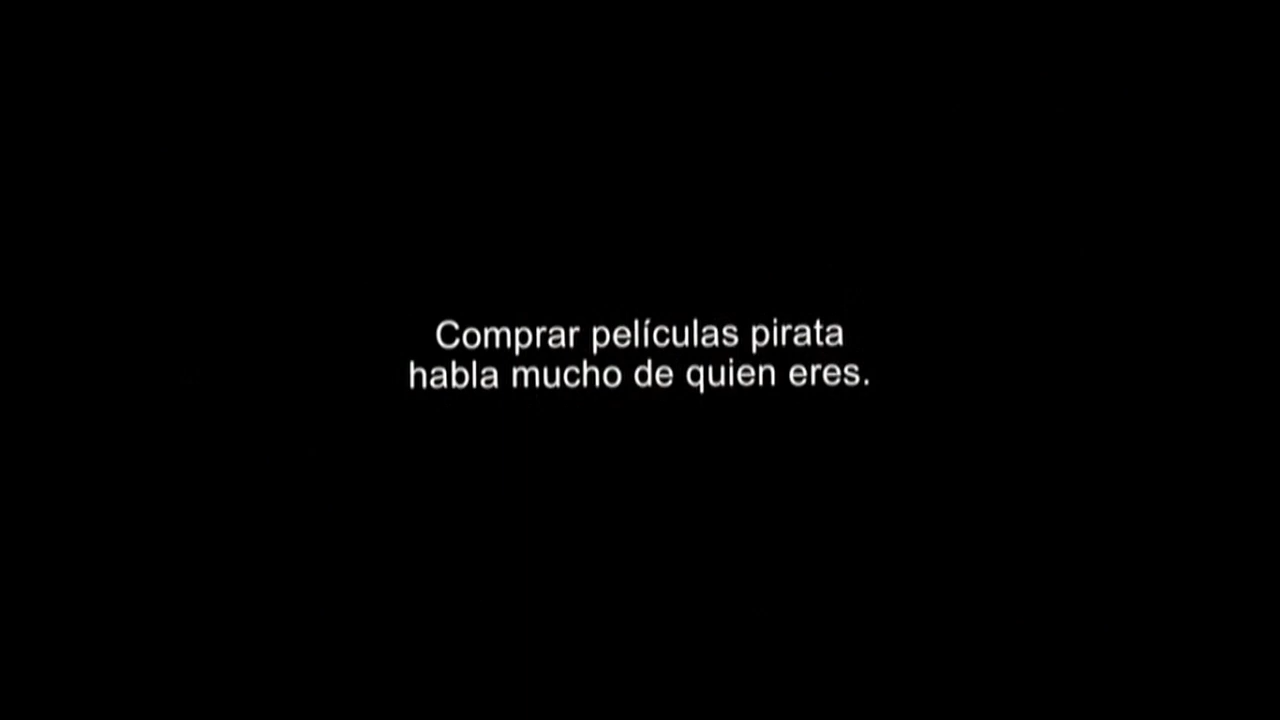 Comprar películas pirata
habla mucho de quien eres.